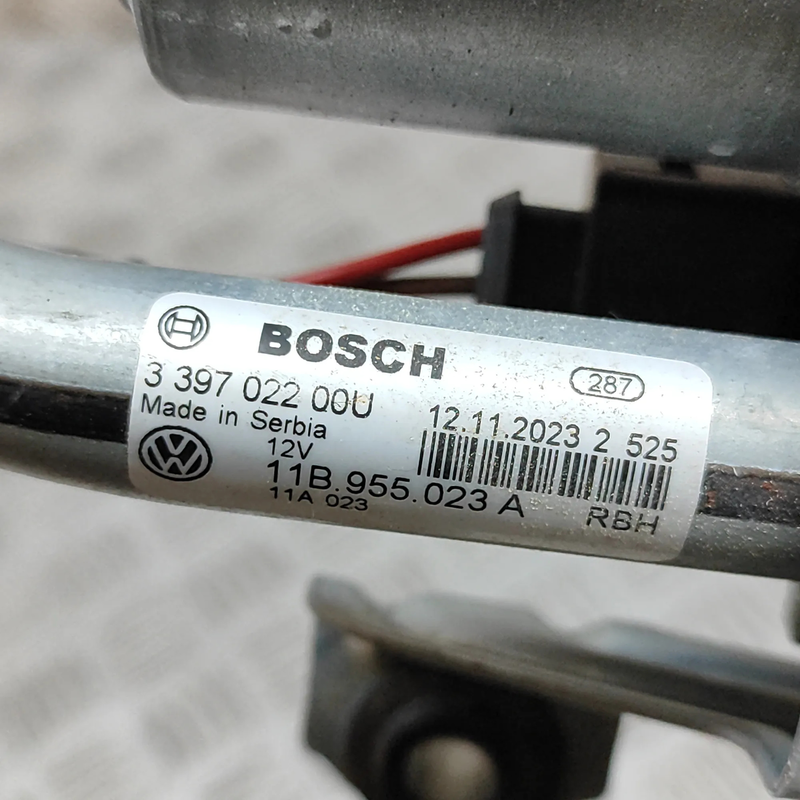 BOSCH
287
3 397 022 00U
12.11.2023 2 525
Made in Serbia
12V
11B.955.023 A
11A 023
RBH